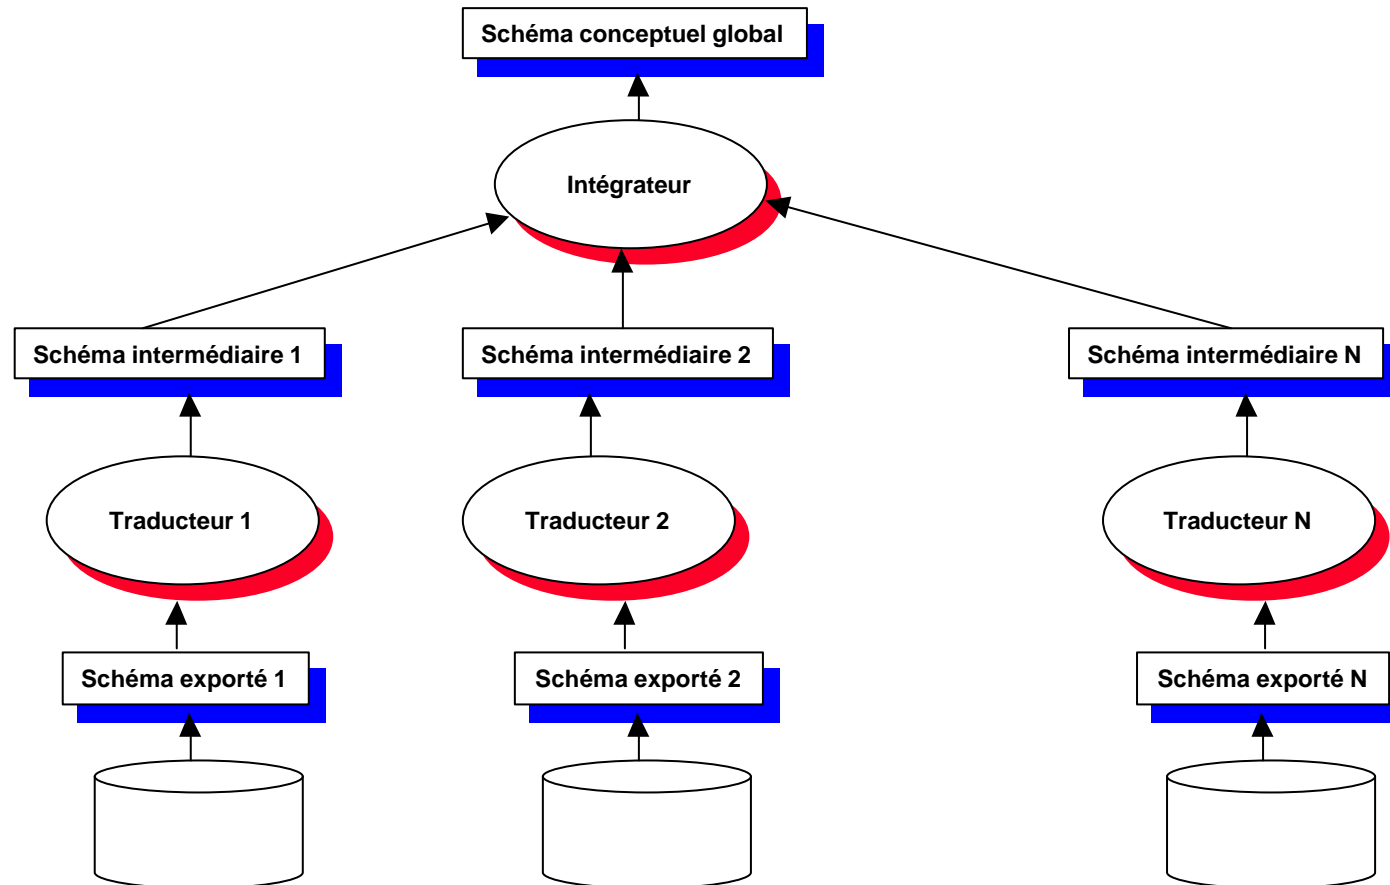 Schéma conceptuel global
Intégrateur
Schéma intermédiaire 1
Schéma intermédiaire 2
Schéma intermédiaire N
Traducteur 1
Traducteur 2
Traducteur N
Schéma exporté 1
Schéma exporté 2
Schéma exporté N